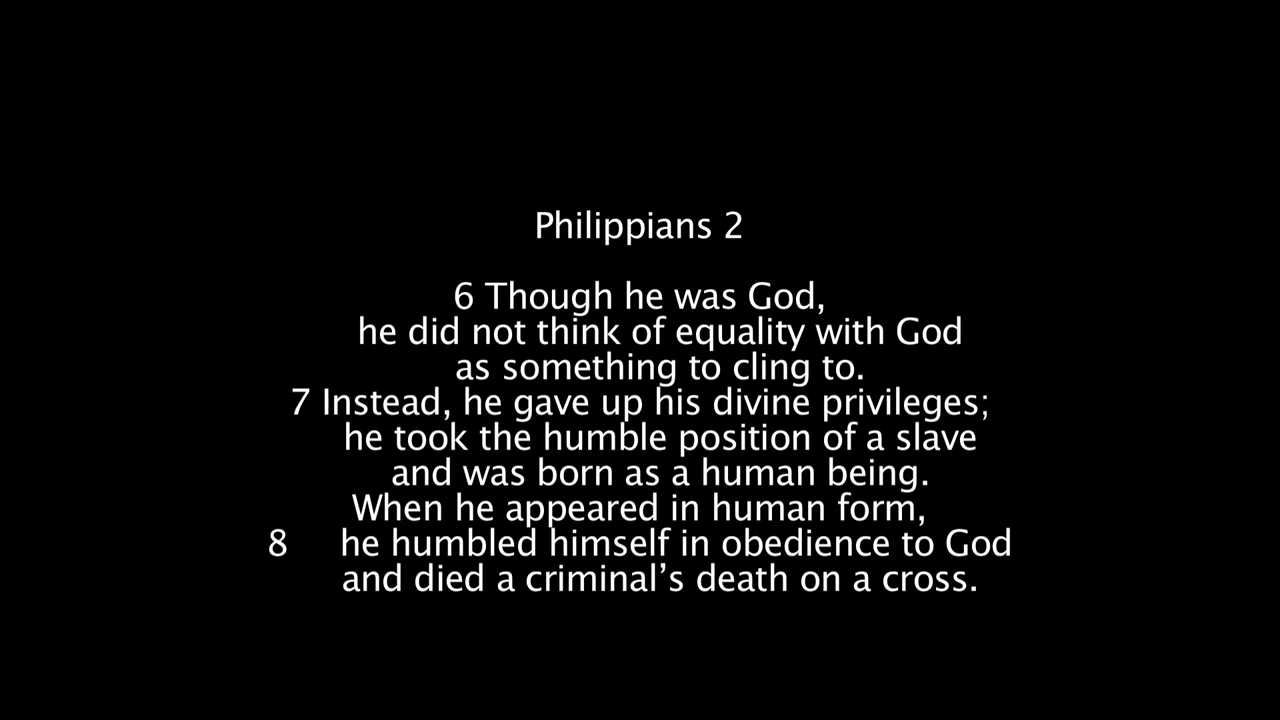 Philippians 2
6 Though he was God,
he did not think of equality with God
as something to cling to.
7 Instead, he gave up his divine privileges;
he took the humble position of a slave
and was born as a human being.
When he appeared in human form,
8 he humbled himself in obedience to God
and died a criminal’s death on a cross.